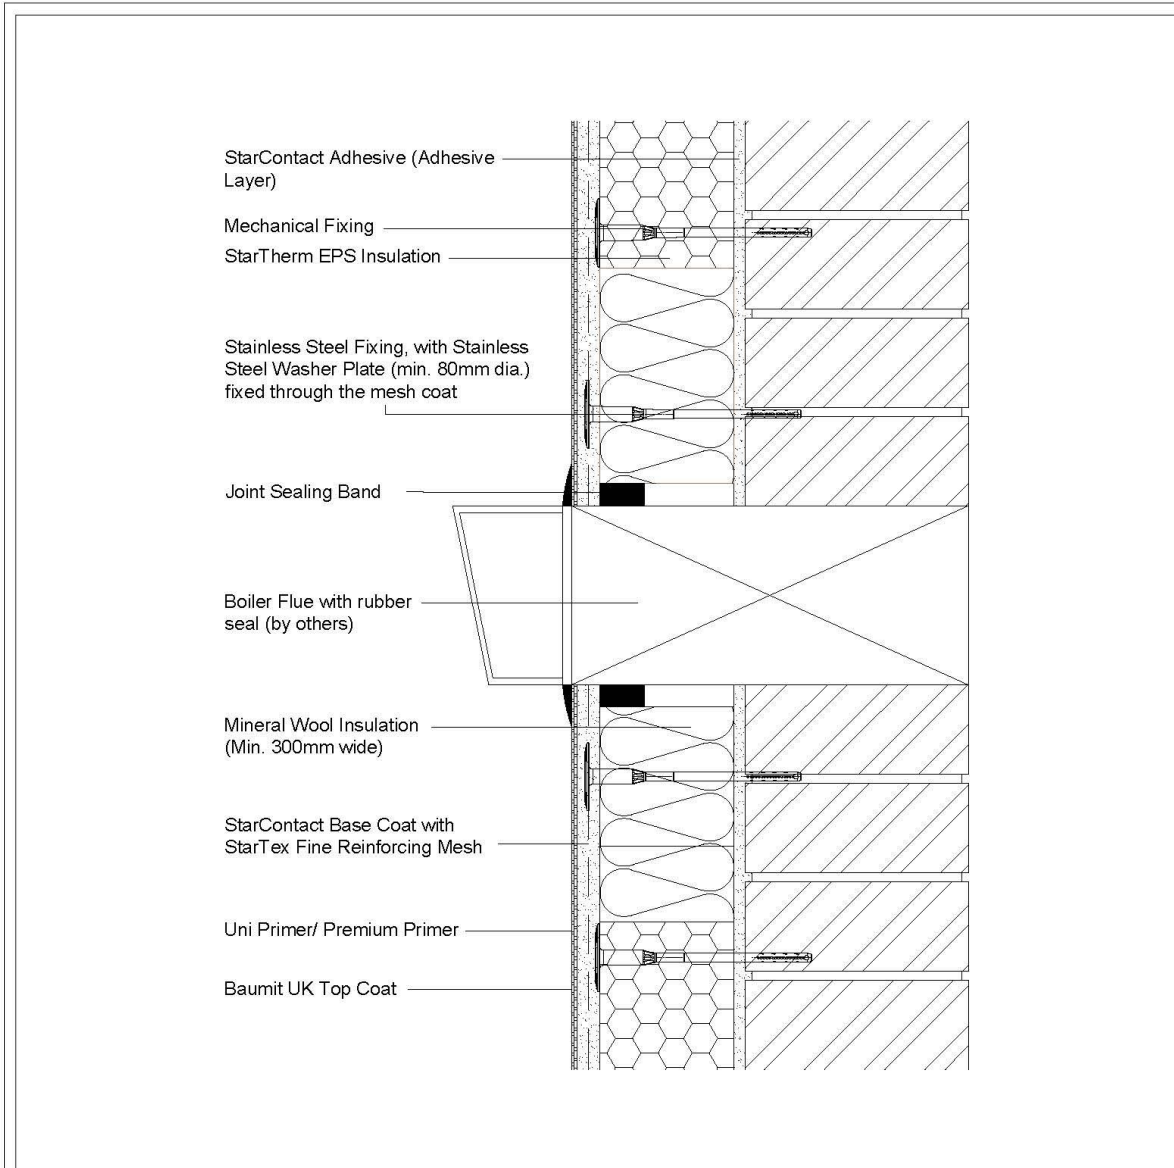 StarContact Adhesive (Adhesive
Layer)
Mechanical Fixing
StarTherm EPS Insulation
Stainless Steel Fixing, with Stainless
Steel Washer Plate (min. 80mm dia.)
fixed through the mesh coat
Joint Sealing Band
Boiler Flue with rubber
seal (by others)
Mineral Wool Insulation
(Min. 300mm wide)
StarContact Base Coat with
StarTex Fine Reinforcing Mesh
Uni Primer/ Premium Primer
Baumit UK Top Coat